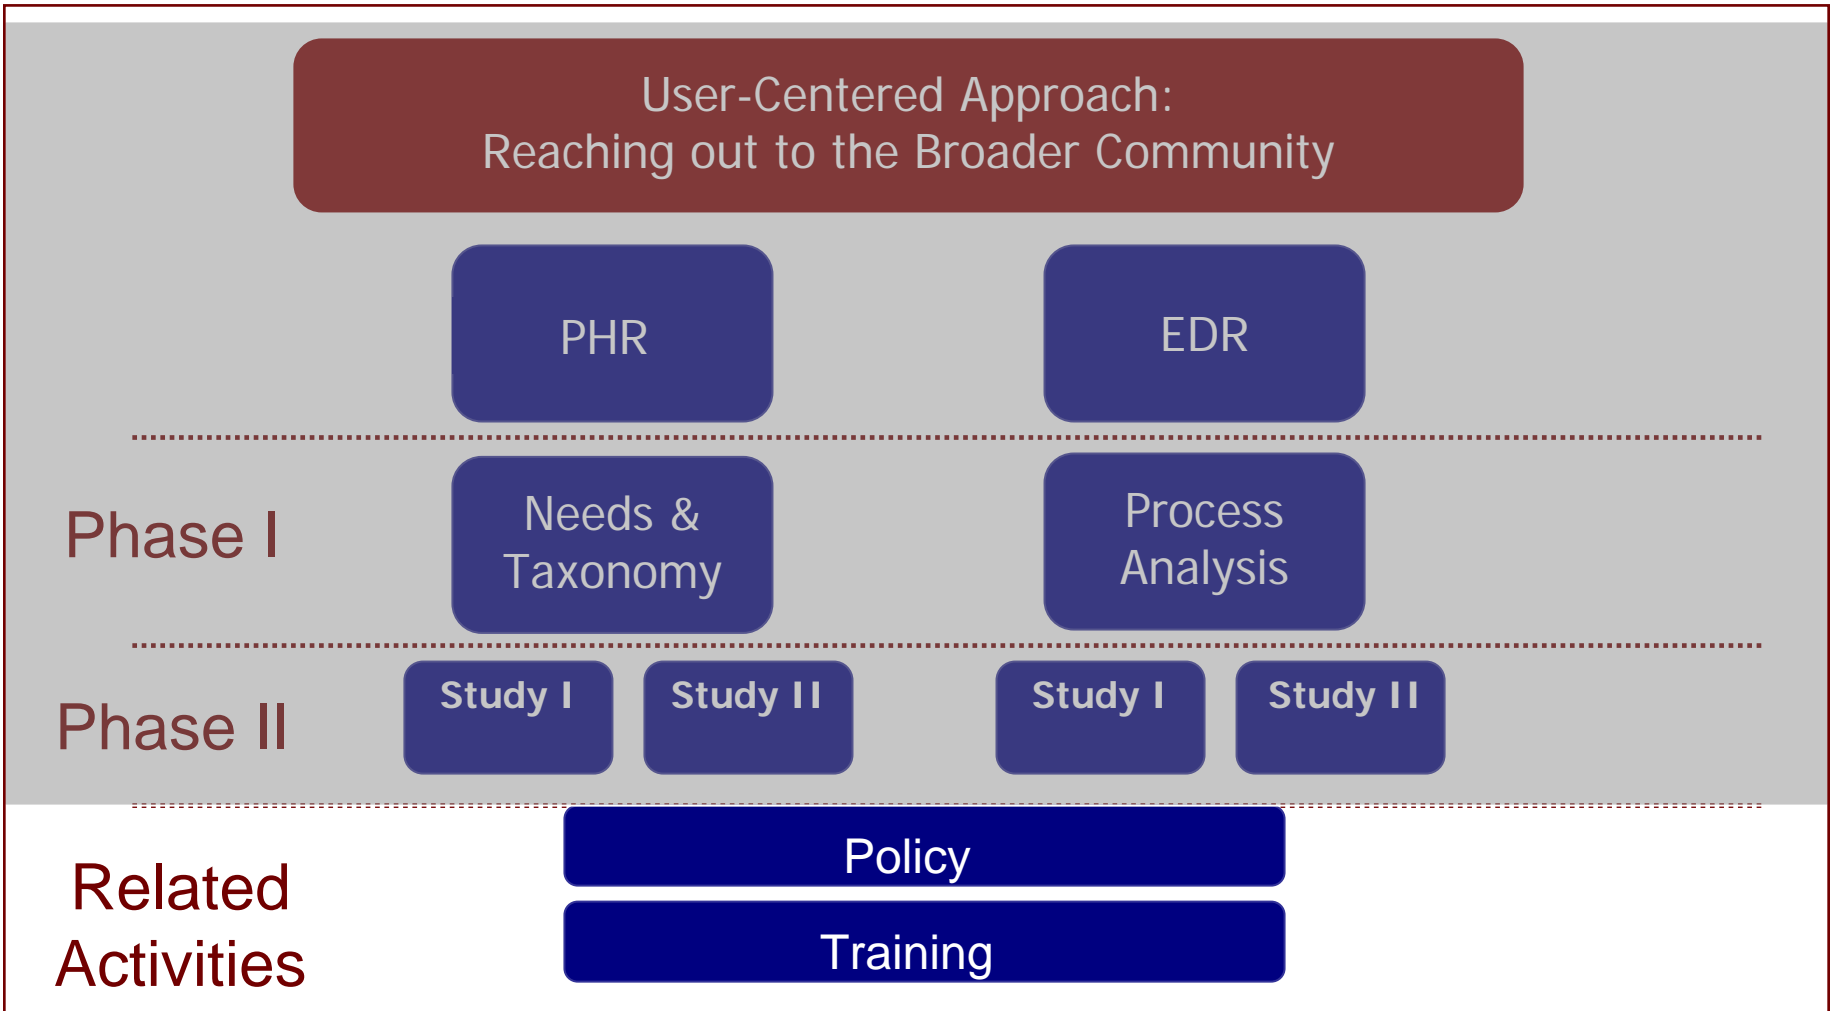 User-Centered Approach:
Reaching out to the Broader Community
PHR
EDR
Phase I
Needs &
Taxonomy
Process
Analysis
Phase II
Study I
Study II
Study I
Study II
Related
Activities
Policy
Training